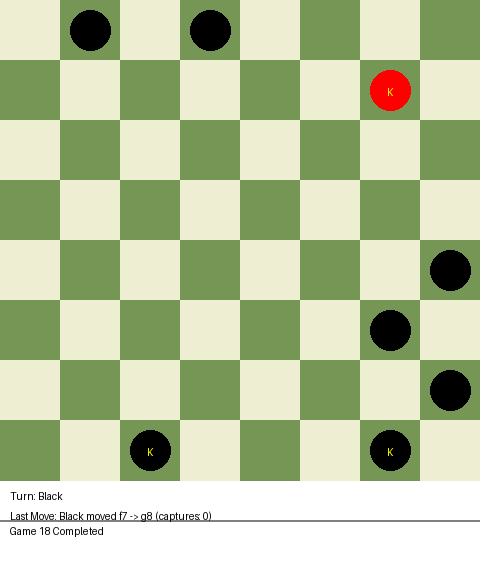 K
K
K
Turn: Black
Last Move: Black moved f7 -> g8 (captures: 0)
Game 18 Completed